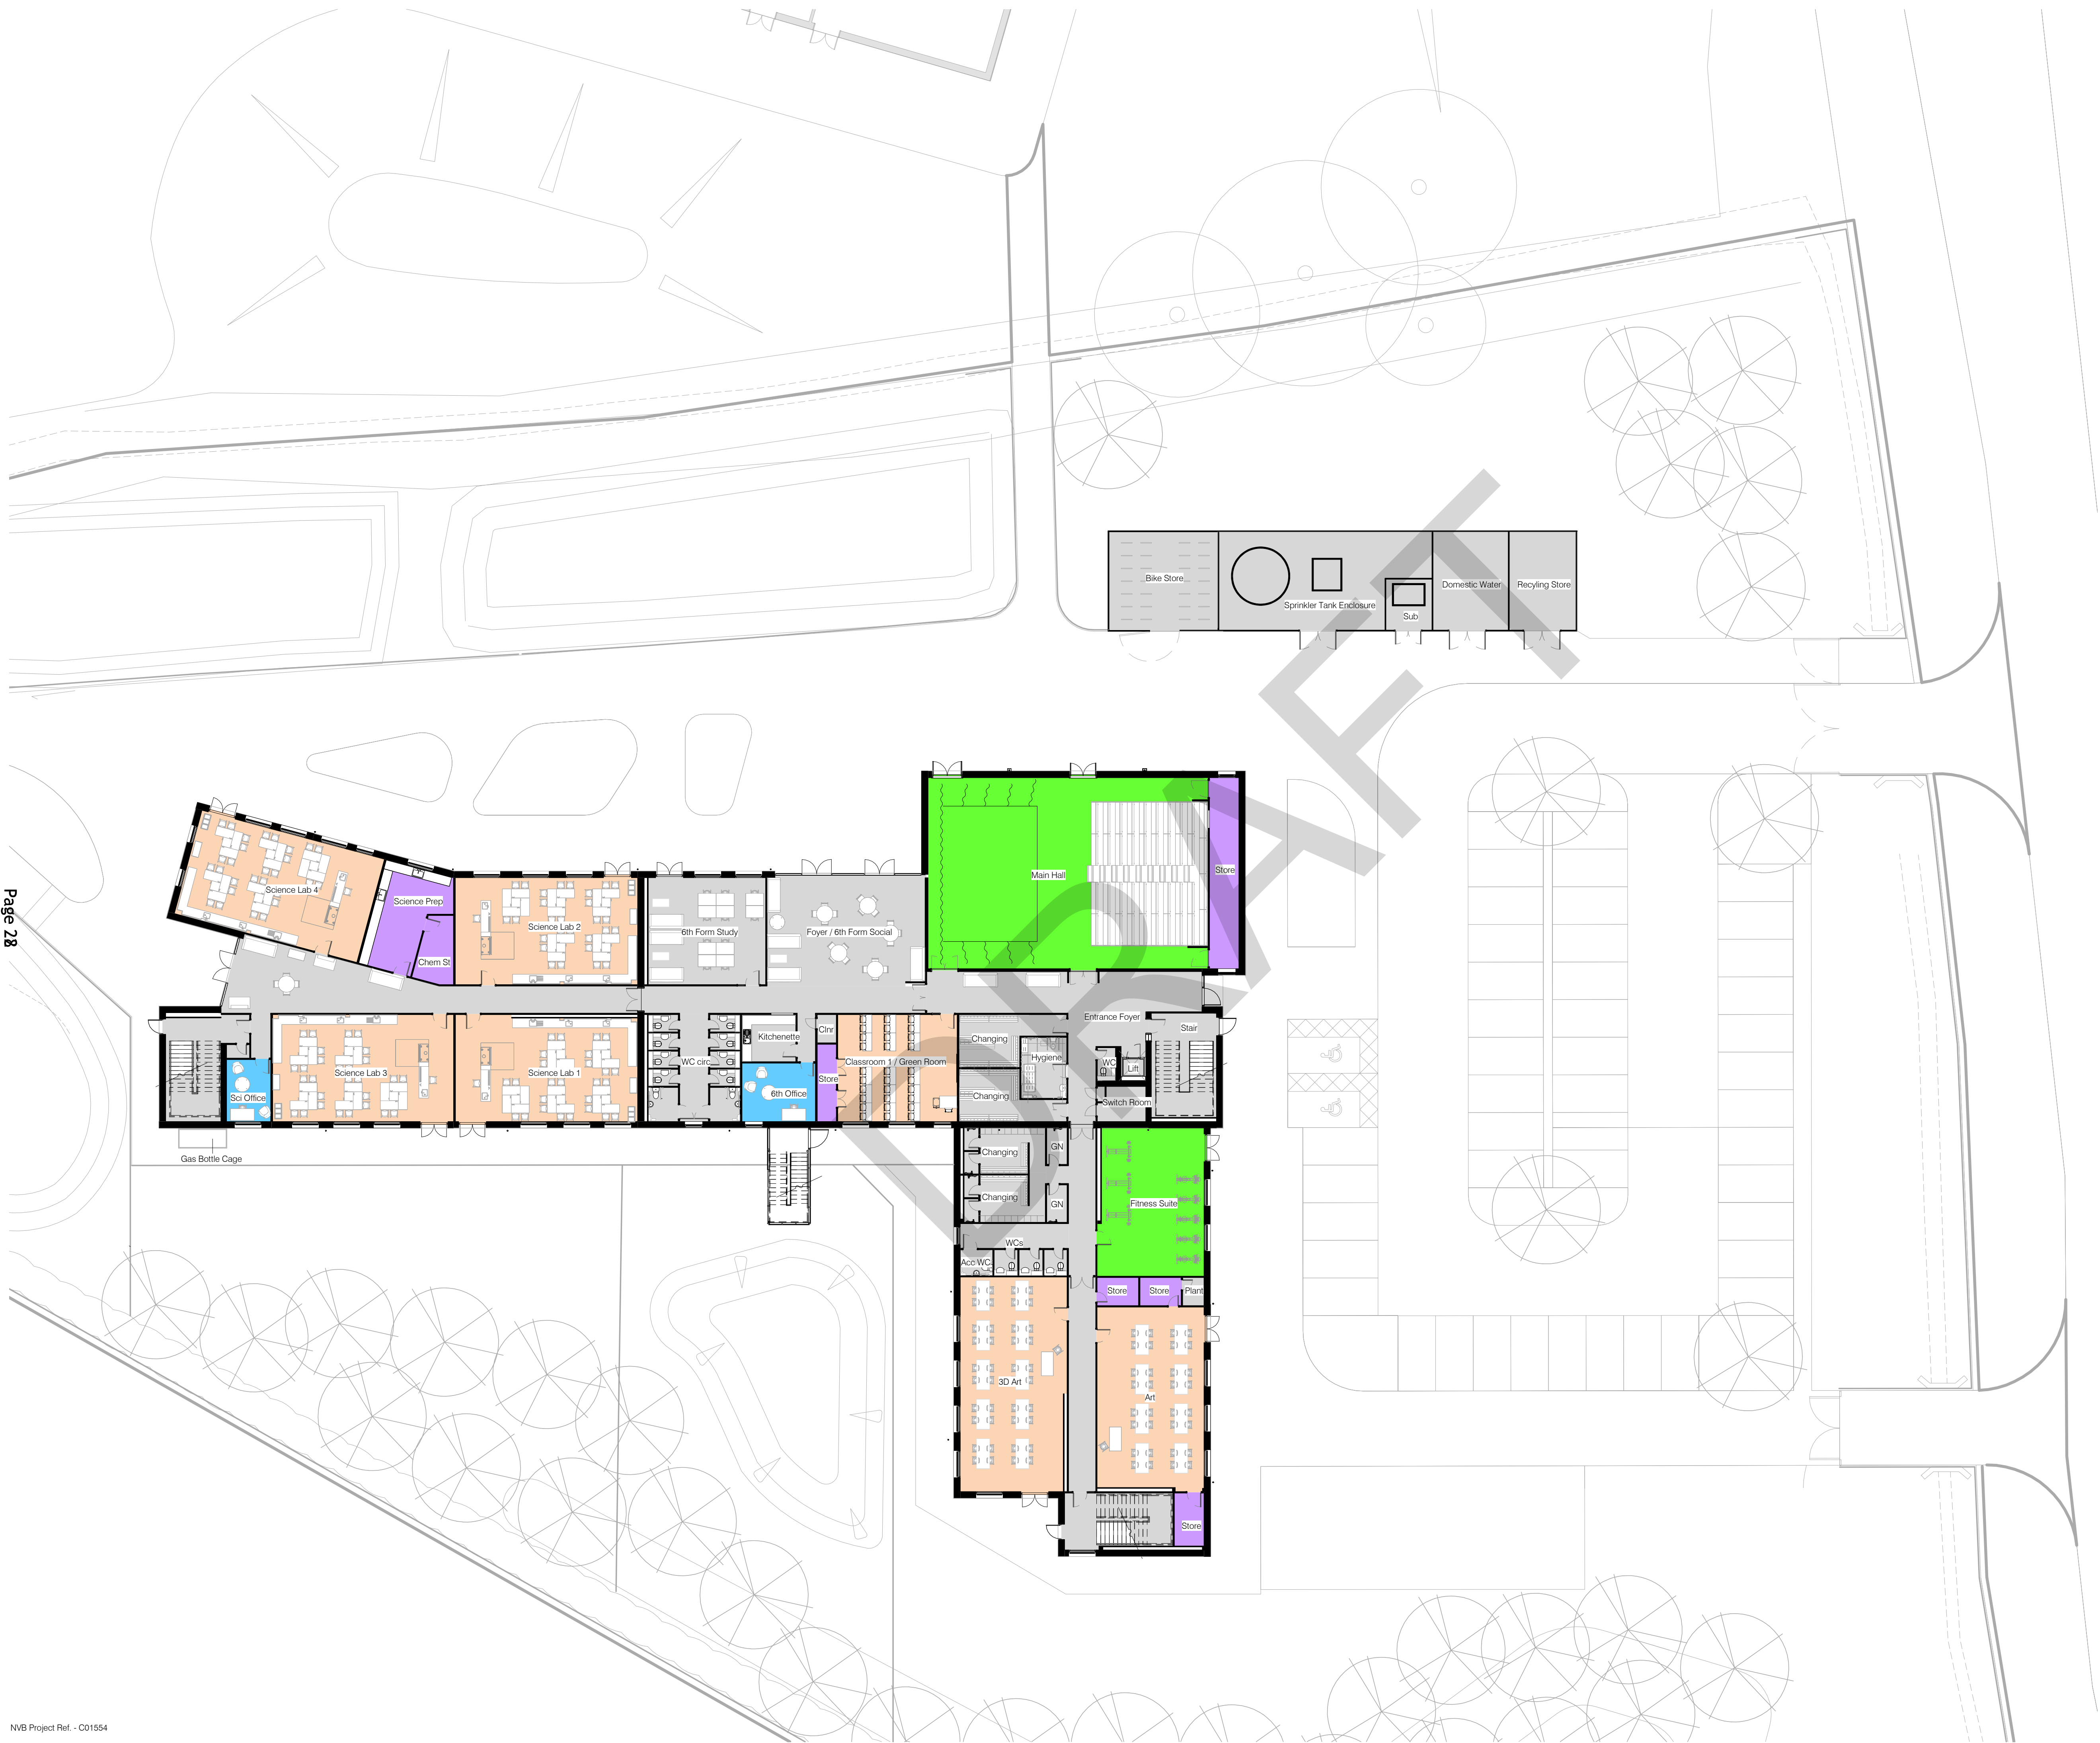 Bike Store
Sprinkler Tank Enclosure
Sub
Domestic Water
Recyling Store
DRAFT
Science Lab 4
Science Prep
Chem St
Science Lab 2
6th Form Study
Foyer / 6th Form Social
Main Hall
Store
Page 22
Sci Office
Science Lab 3
Science Lab 1
WC circ
Kitchenette
6th Office
Clnr
Store
Classroom 1 / Green Room
Changing
Changing
Hygiene
Entrance Foyer
WC
Lift
Stair
Switch Room
Gas Bottle Cage
Changing
GN
Changing
GN
Fitness Suite
WCs
Acc WC
Store
Store
Plant
3D Art
Art
Store
NVB Project Ref. - C01554